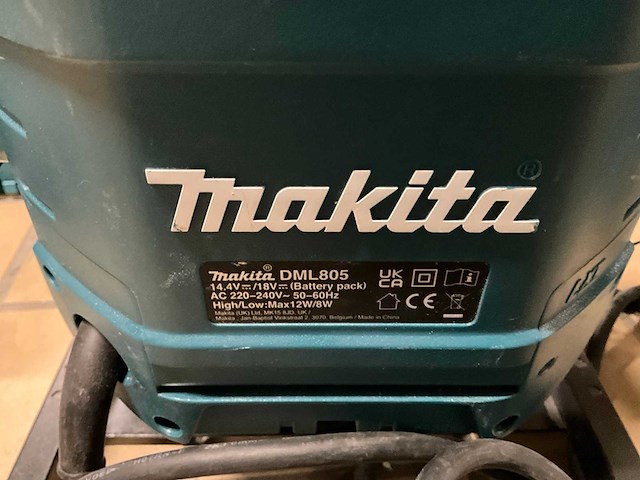 makita®
makita® DML805
14.4V⎓/18V⎓(Battery pack)
AC 220-240V~ 50-60Hz
High/Low:Max12W/8W
Makita (UK) Ltd, MK15 8JD, UK /
Makita , Jan-Baptist Vinkstraat 2, 3070, Belgium / Made in China
UK
CA
CE